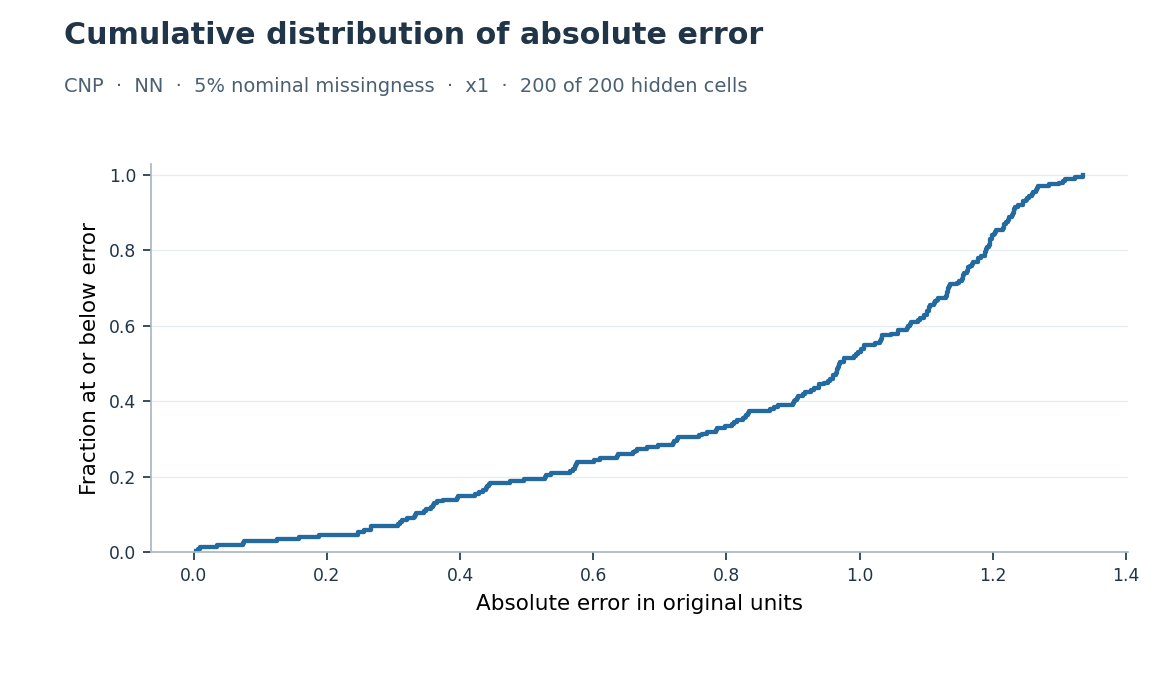 Cumulative distribution of absolute error
CNP · NN · 5% nominal missingness · x1 · 200 of 200 hidden cells
Fraction at or below error
1.0
0.8
0.6
0.4
0.2
0.0
0.0 0.2 0.4 0.6 0.8 1.0 1.2 1.4
Absolute error in original units